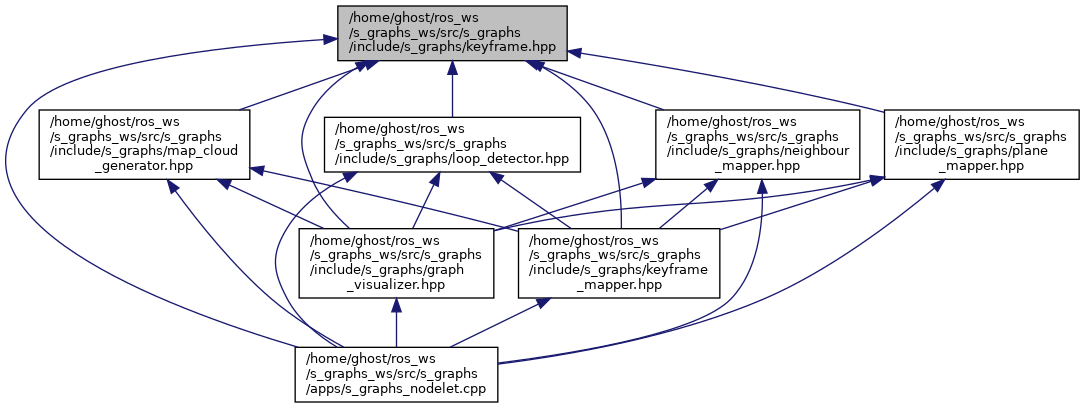 /home/ghost/ros_ws
/s_graphs_ws/src/s_graphs
/include/s_graphs/keyframe.hpp
/home/ghost/ros_ws
/s_graphs_ws/src/s_graphs
/include/s_graphs/map_cloud
_generator.hpp
/home/ghost/ros_ws
/s_graphs_ws/src/s_graphs
/include/s_graphs/loop_detector.hpp
/home/ghost/ros_ws
/s_graphs_ws/src/s_graphs
/include/s_graphs/neighbour
_mapper.hpp
/home/ghost/ros_ws
/s_graphs_ws/src/s_graphs
/include/s_graphs/plane
_mapper.hpp
/home/ghost/ros_ws
/s_graphs_ws/src/s_graphs
/include/s_graphs/graph
_visualizer.hpp
/home/ghost/ros_ws
/s_graphs_ws/src/s_graphs
/include/s_graphs/keyframe
_mapper.hpp
/home/ghost/ros_ws
/s_graphs_ws/src/s_graphs
/apps/s_graphs_nodelet.cpp